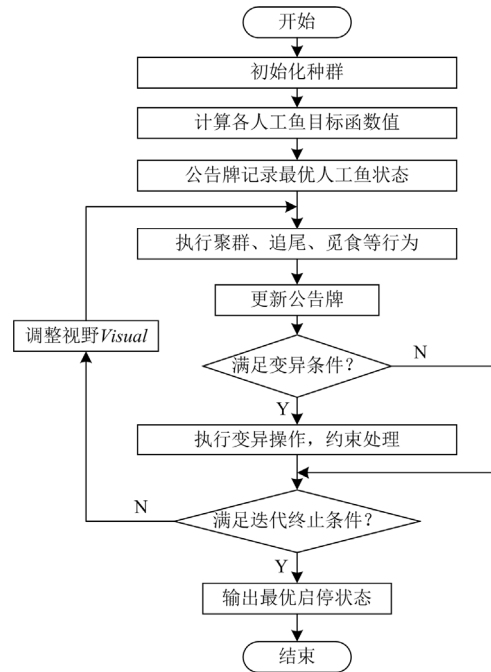 开始
初始化种群
计算各人工鱼目标函数值
公告牌记录最优人工鱼状态
执行聚群、追尾、觅食等行为
更新公告牌
调整视野Visual
满足变异条件？
N
Y
执行变异操作，约束处理
满足迭代终止条件？
N
Y
输出最优启停状态
结束